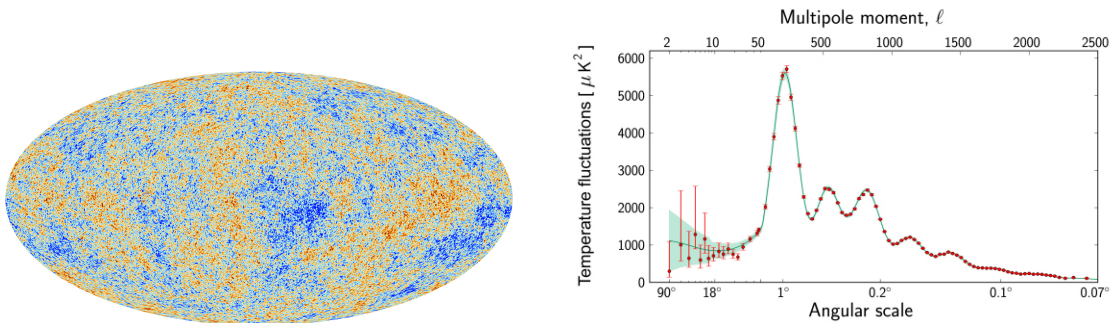 Multipole moment, ℓ
2 10 50 500 1000 1500 2000 2500
Temperature fluctuations [ μ K² ]
6000
5000
4000
3000
2000
1000
0
90° 18° 1° 0.2° 0.1° 0.07°
Angular scale